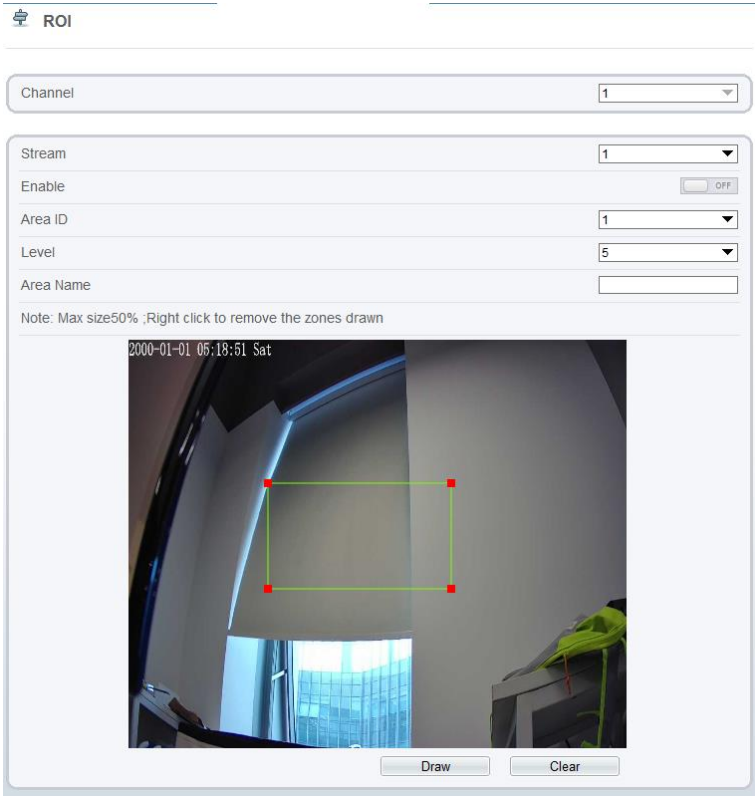 ROI
Channel 1
Stream 1
Enable OFF
Area ID 1
Level 5
Area Name
Note: Max size50% ;Right click to remove the zones drawn
2000-01-01 05:18:51 Sat
Draw Clear